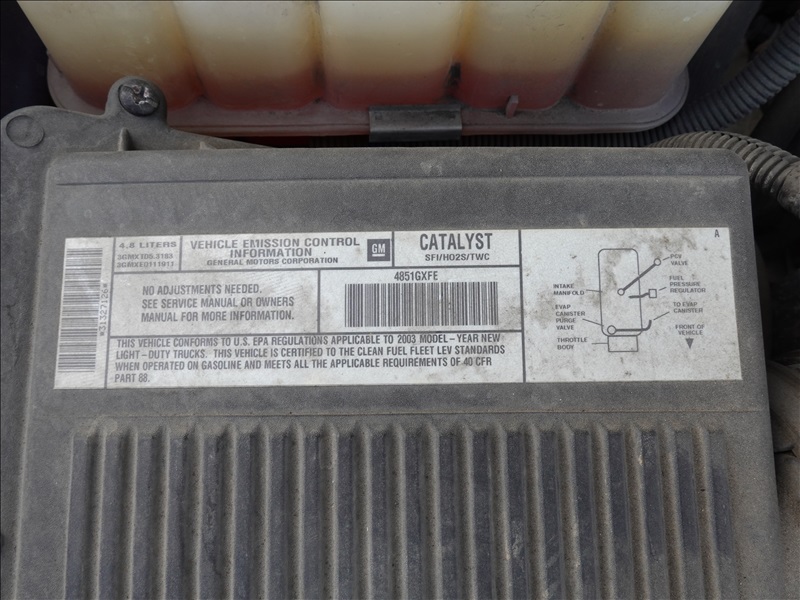 4.8 LITERS
3GMXT05.3183
3GMXE0111911
VEHICLE EMISSION CONTROL
INFORMATION
GENERAL MOTORS CORPORATION
GM
CATALYST
SFI/HO2S/TWC
NO ADJUSTMENTS NEEDED.
SEE SERVICE MANUAL OR OWNERS
MANUAL FOR MORE INFORMATION.
4851GXFE
THIS VEHICLE CONFORMS TO U.S. EPA REGULATIONS APPLICABLE TO 2003 MODEL-YEAR NEW
LIGHT-DUTY TRUCKS. THIS VEHICLE IS CERTIFIED TO THE CLEAN FUEL FLEET LEV STANDARDS
WHEN OPERATED ON GASOLINE AND MEETS ALL THE APPLICABLE REQUIREMENTS OF 40 CFR
PART 88.
A
PCV
VALVE
INTAKE
MANIFOLD
FUEL
PRESSURE
REGULATOR
EVAP
CANISTER
PURGE
VALVE
TO EVAP
CANISTER
THROTTLE
BODY
FRONT OF
VEHICLE